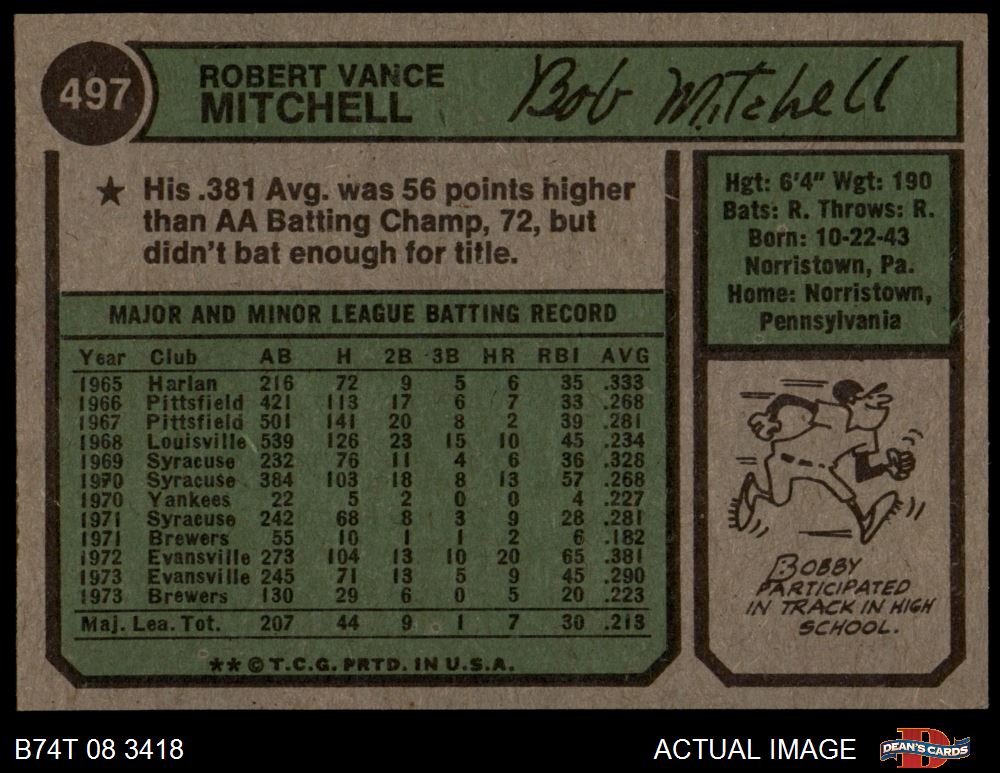 497
ROBERT VANCE
MITCHELL
Bob Mitchell
★ His .381 Avg. was 56 points higher
than AA Batting Champ, 72, but
didn't bat enough for title.
Hgt: 6'4" Wgt: 190
Bats: R. Throws: R.
Born: 10-22-43
Norristown, Pa.
Home: Norristown,
Pennsylvania
MAJOR AND MINOR LEAGUE BATTING RECORD
Year Club AB H 2B 3B HR RBI AVG
1965 Harlan 216 72 9 5 6 35 .333
1966 Pittsfield 421 113 17 6 7 33 .268
1967 Pittsfield 501 141 20 8 2 39 .281
1968 Louisville 539 126 23 15 10 45 .234
1969 Syracuse 232 76 11 4 6 36 .328
1970 Syracuse 384 103 18 8 13 57 .268
1970 Yankees 22 5 2 0 0 4 .227
1971 Syracuse 242 68 8 3 9 28 .281
1971 Brewers 55 10 1 1 2 6 .182
1972 Evansville 273 104 13 10 20 65 .381
1973 Evansville 245 71 13 5 9 45 .290
1973 Brewers 130 29 6 0 5 20 .223
Maj. Lea. Tot. 207 44 9 1 7 30 .213
**©T.C.G. PRTD. IN U.S.A.
BOBBY
PARTICIPATED
IN TRACK IN HIGH
SCHOOL.
B74T 08 3418
ACTUAL IMAGE
DEAN'S CARDS